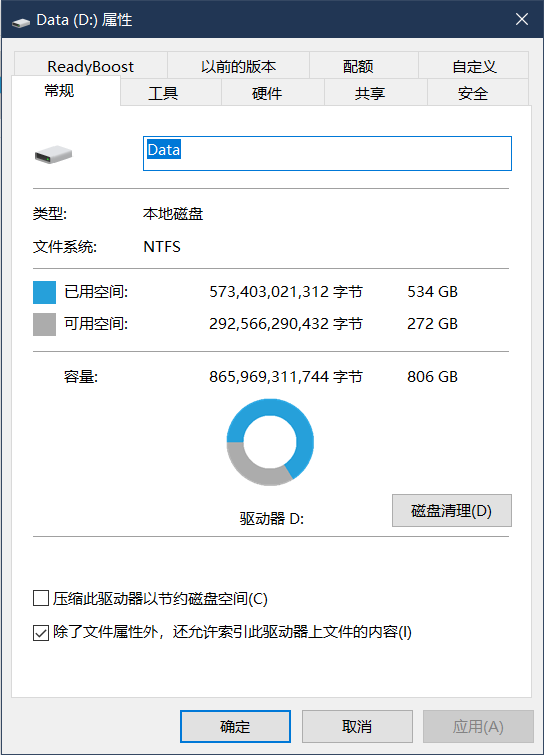 Data (D:) 属性
ReadyBoost 以前的版本 配额 自定义
常规 工具 硬件 共享 安全
Data
类型: 本地磁盘
文件系统: NTFS
已用空间: 573,403,021,312 字节 534 GB
可用空间: 292,566,290,432 字节 272 GB
容量: 865,969,311,744 字节 806 GB
驱动器 D:
磁盘清理(D)
压缩此驱动器以节约磁盘空间(C)
除了文件属性外，还允许索引此驱动器上文件的内容(I)
确定 取消 应用(A)